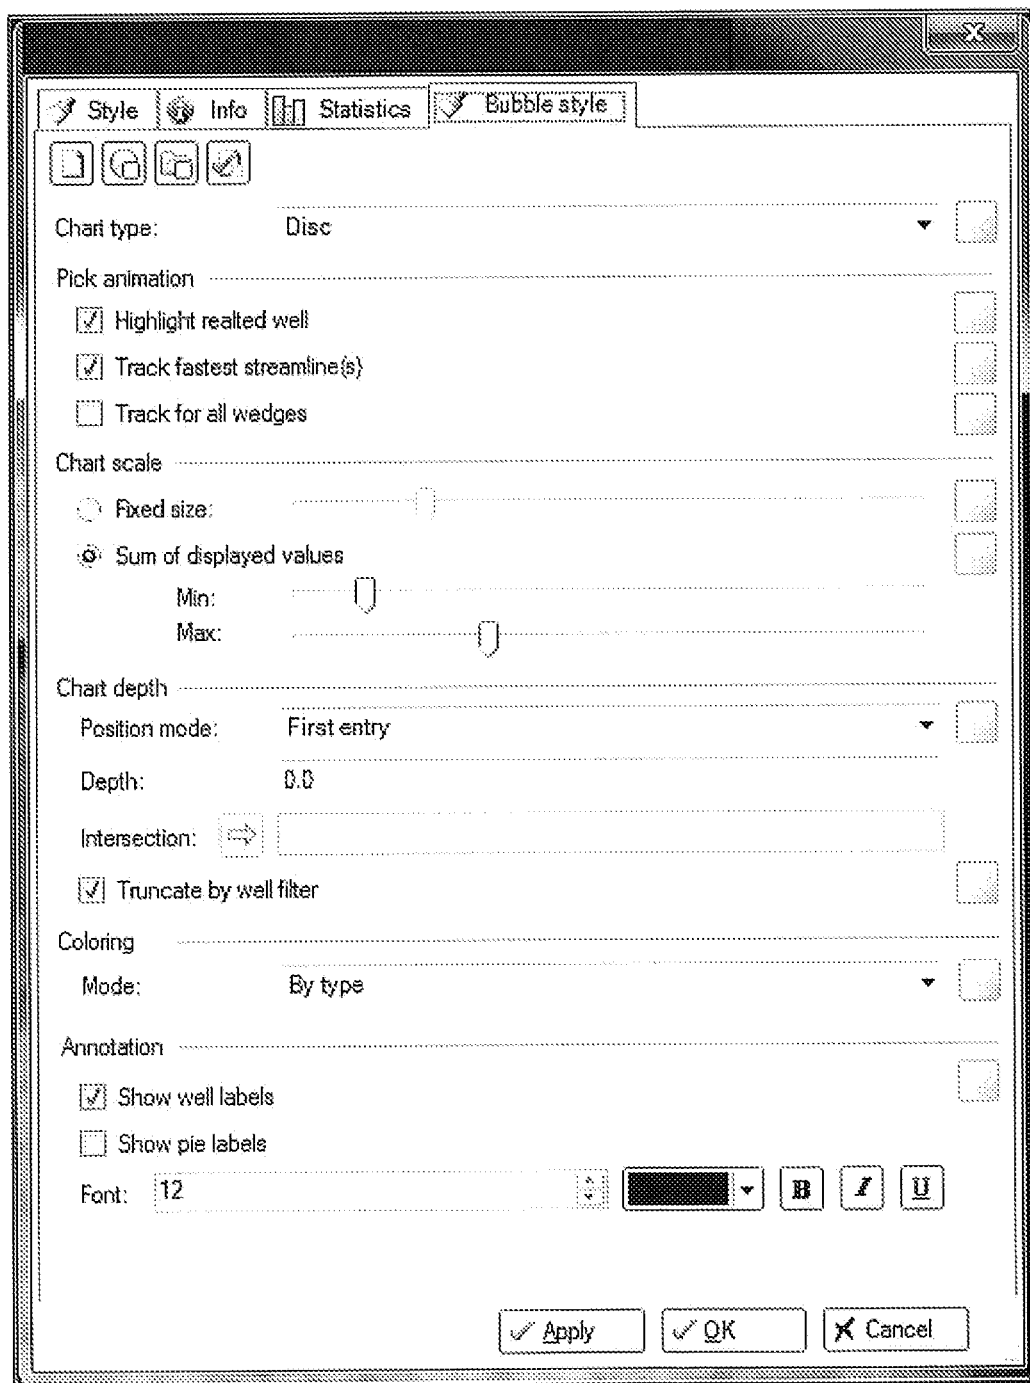 Style Info Statistics Bubble style
Chart type: Disc
Pick animation
Highlight realted well
Track fastest streamline(s)
Track for all wedges
Chart scale
Fixed size:
Sum of displayed values
Min:
Max:
Chart depth
Position mode: First entry
Depth: 0.0
Intersection:
Truncate by well filter
Coloring
Mode: By type
Annotation
Show well labels
Show pie labels
Font: 12 B I U
Apply OK Cancel